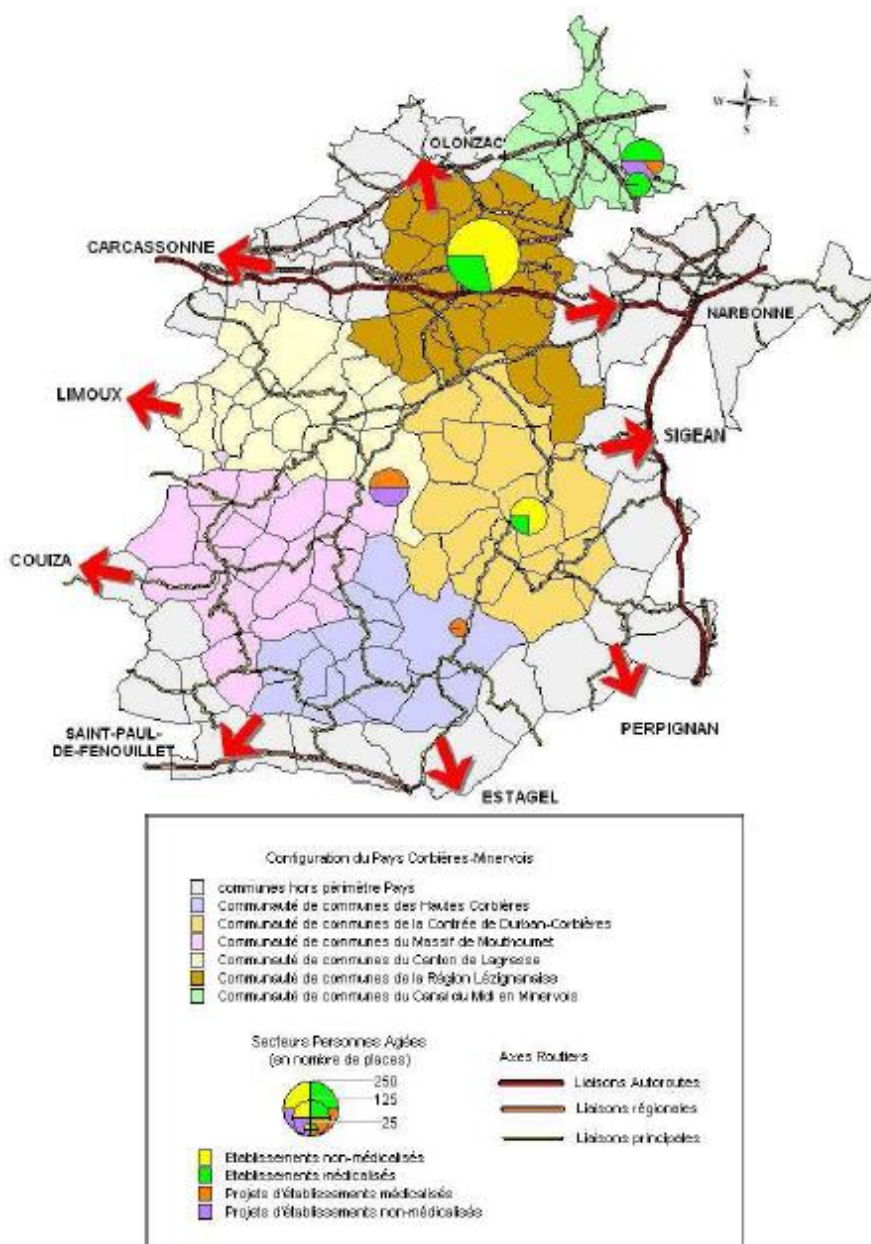 N
W E
S
OLONZAC
CARCASSONNE
NARBONNE
LIMOUX
SIGEAN
COUIZA
SAINT-PAUL-
DE-FENOUILLET
PERPIGNAN
ESTAGEL
Configuration du Pays Corbières-Minervois
communes hors périmètre Pays
Communauté de communes des Hautes Corbières
Communauté de communes de la Contrée de Durban-Corbières
Communauté de communes du Massif de Mouthoumet
Communauté de communes du Canton de Lagrasse
Communauté de communes de la Région Lézignanaise
Communauté de communes du Canal du Midi en Minervois
Secteurs Personnes Agées
(en nombre de places)
250
125
25
Etablissements non-médicalisés
Etablissements médicalisés
Projets d'établissements médicalisés
Projets d'établissements non-médicalisés
Axes Routiers
Liaisons Autoroutes
Liaisons régionales
Liaisons principales